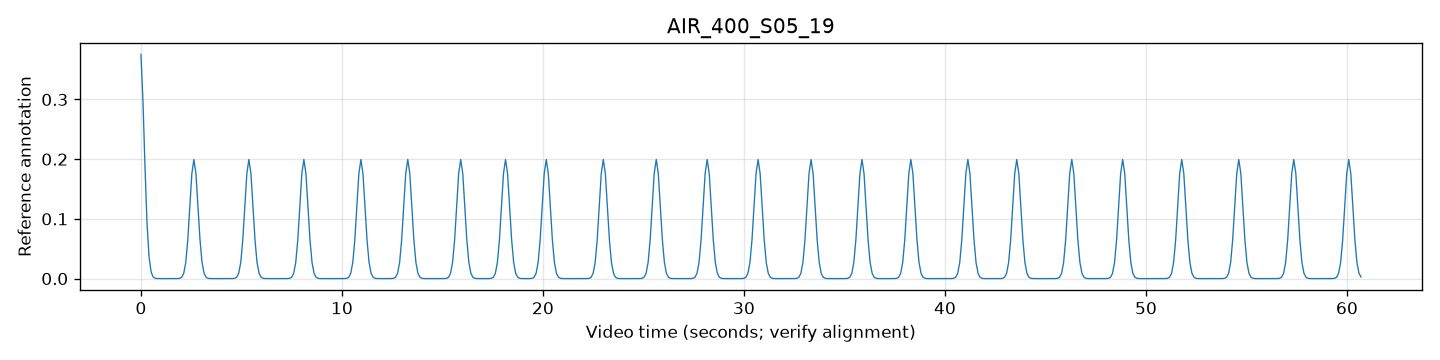 AIR_400_S05_19
Reference annotation
0.3
0.2
0.1
0.0
0 10 20 30 40 50 60
Video time (seconds; verify alignment)